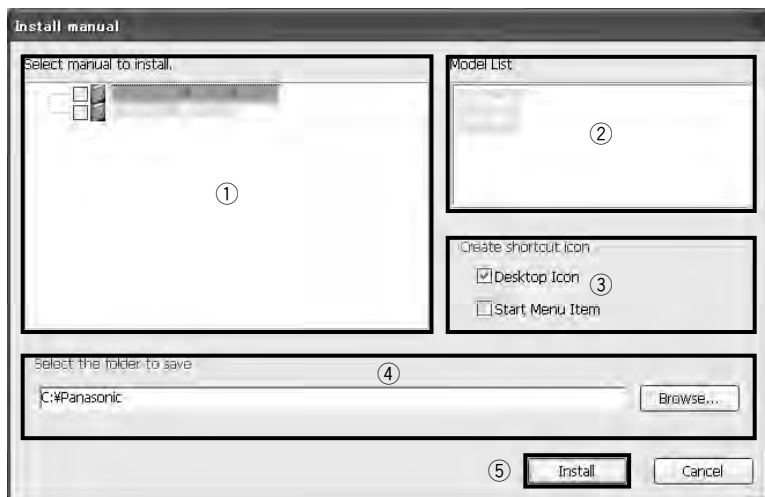 Install manual
Select manual to install.
①
Model List
②
Create shortcut icon
Desktop Icon
③
Start Menu Item
Select the folder to save
④
C:¥Panasonic
Browse...
⑤
Install
Cancel